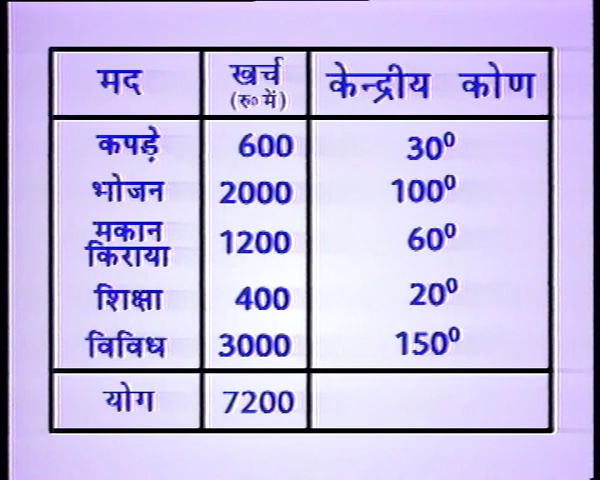 मद खर्च (रु० में) केन्द्रीय कोण
कपड़े 600 30⁰
भोजन 2000 100⁰
मकान किराया 1200 60⁰
शिक्षा 400 20⁰
विविध 3000 150⁰
योग 7200